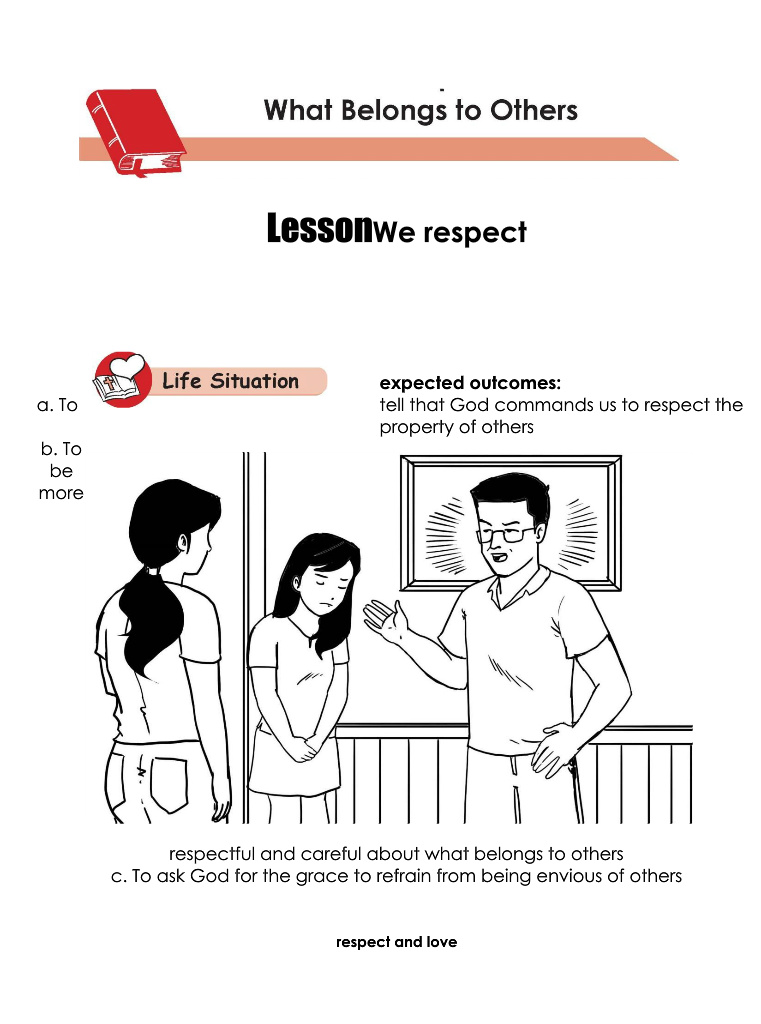 What Belongs to Others
LessonWe respect
Life Situation
expected outcomes:
a. To tell that God commands us to respect the
property of others
b. To
be
more
respectful and careful about what belongs to others
c. To ask God for the grace to refrain from being envious of others
respect and love